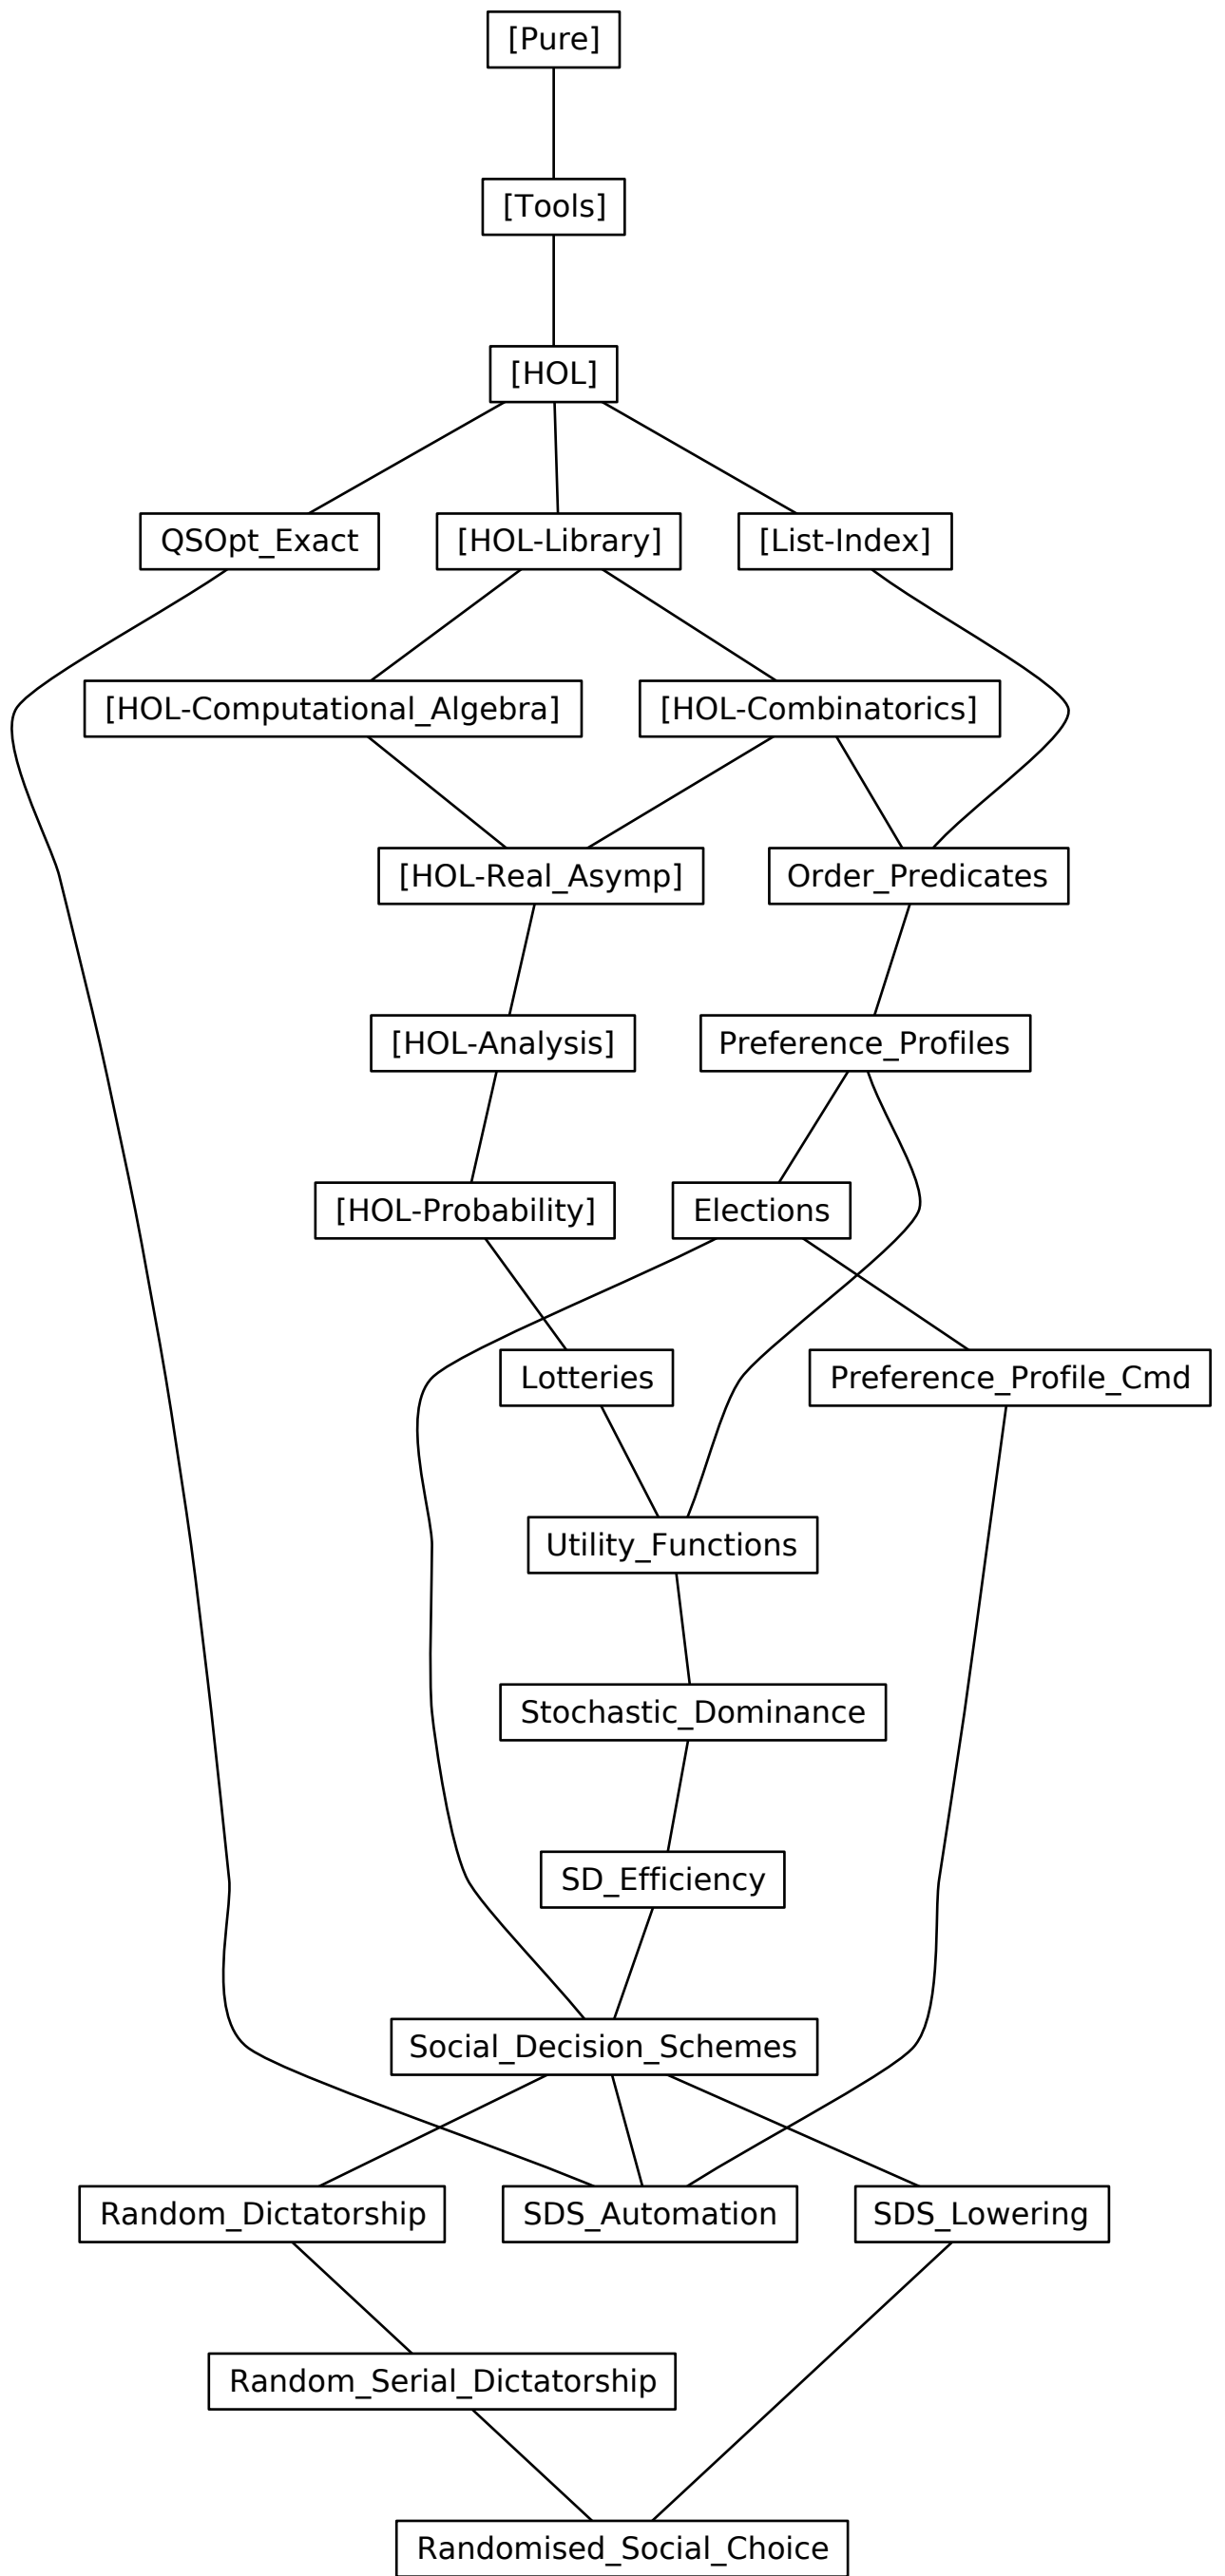 [Pure]
[Tools]
[HOL]
QSOpt_Exact
[HOL-Library]
[List-Index]
[HOL-Computational_Algebra]
[HOL-Combinatorics]
[HOL-Real_Asymp]
Order_Predicates
[HOL-Analysis]
Preference_Profiles
[HOL-Probability]
Elections
Lotteries
Preference_Profile_Cmd
Utility_Functions
Stochastic_Dominance
SD_Efficiency
Social_Decision_Schemes
Random_Dictatorship
SDS_Automation
SDS_Lowering
Random_Serial_Dictatorship
Randomised_Social_Choice